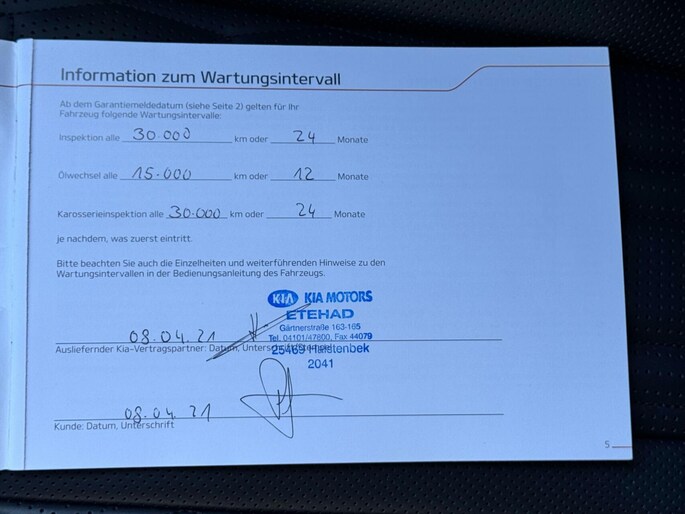 Information zum Wartungsintervall
Ab dem Garantiemeldedatum (siehe Seite 2) gelten für Ihr
Fahrzeug folgende Wartungsintervalle:
Inspektion alle 30.000 km oder 24 Monate
Ölwechsel alle 15.000 km oder 12 Monate
Karosserieinspektion alle 30.000 km oder 24 Monate
je nachdem, was zuerst eintritt.
Bitte beachten Sie auch die Einzelheiten und weiterführenden Hinweise zu den
Wartungsintervallen in der Bedienungsanleitung des Fahrzeugs.
KIA KIA MOTORS
ETEHAD
Gärtnerstraße 163-165
Tel. 04101/47800, Fax 44079
25469 Halstenbek
2041
08.04.21
Ausliefernder Kia-Vertragspartner: Datum,
08.04.21
Kunde: Datum, Unterschrift
5